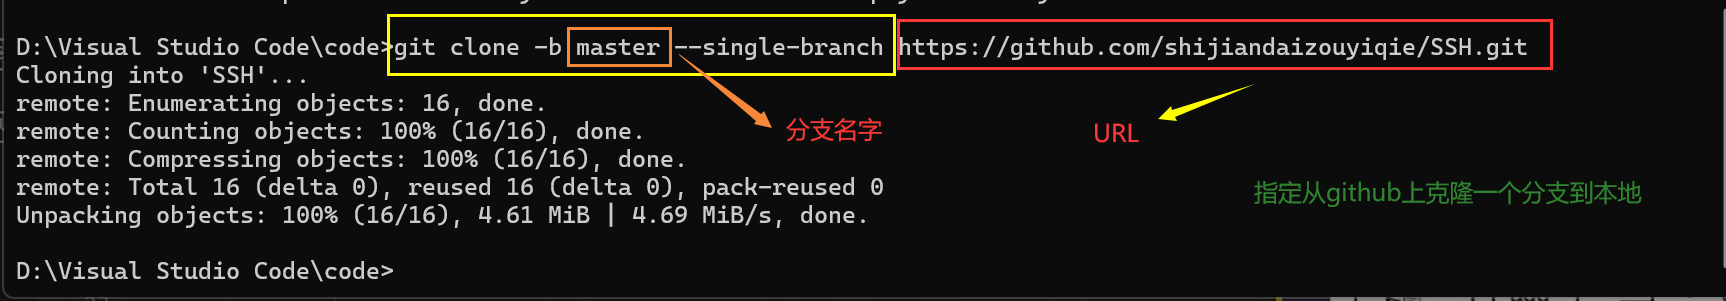 D:\Visual Studio Code\code>git clone -b master --single-branch https://github.com/shijiandaizouyiqie/SSH.git
Cloning into 'SSH'...
remote: Enumerating objects: 16, done.
remote: Counting objects: 100% (16/16), done.
分支名字
URL
remote: Compressing objects: 100% (16/16), done.
remote: Total 16 (delta 0), reused 16 (delta 0), pack-reused 0
指定从github上克隆一个分支到本地
Unpacking objects: 100% (16/16), 4.61 MiB | 4.69 MiB/s, done.
D:\Visual Studio Code\code>